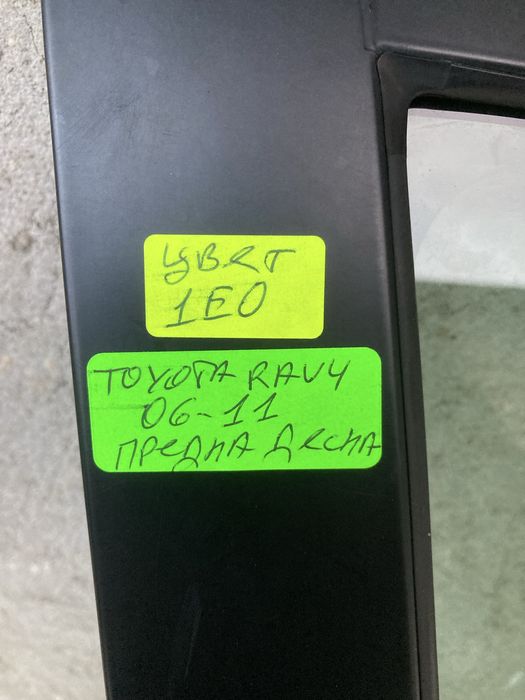 ЦВЯТ
1E0
TOYOTA RAV4
06-11
ПРЕДНА ДЯСНА